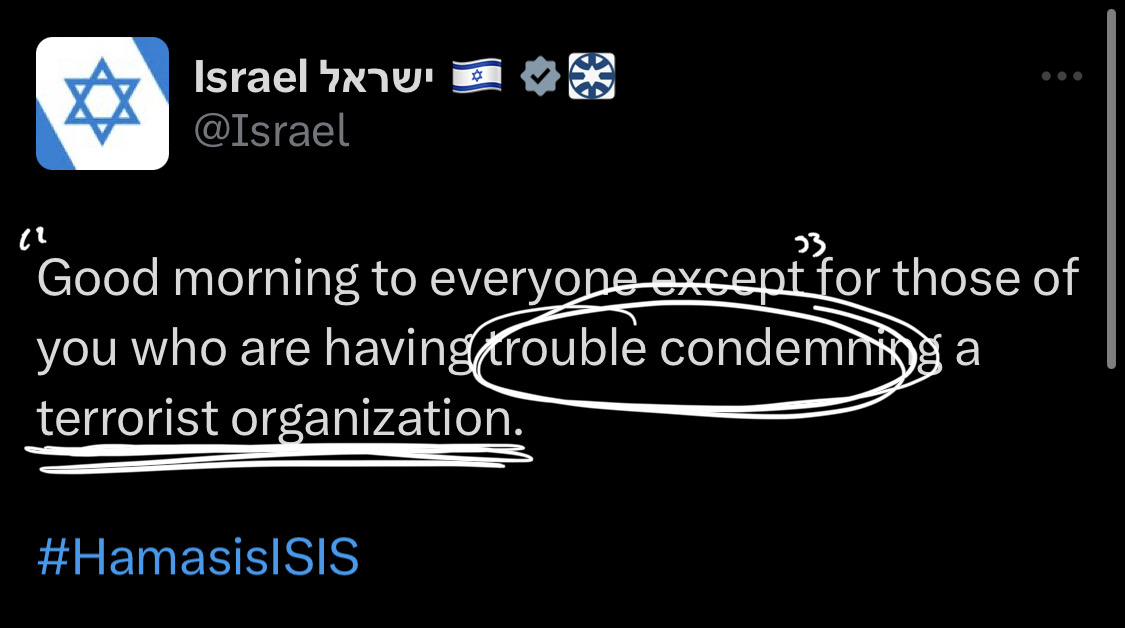 Israel ישראל 🇮🇱
@Israel
"Good morning to everyone except" for those of
you who are having trouble condemning a
terrorist organization.
#HamasisISIS